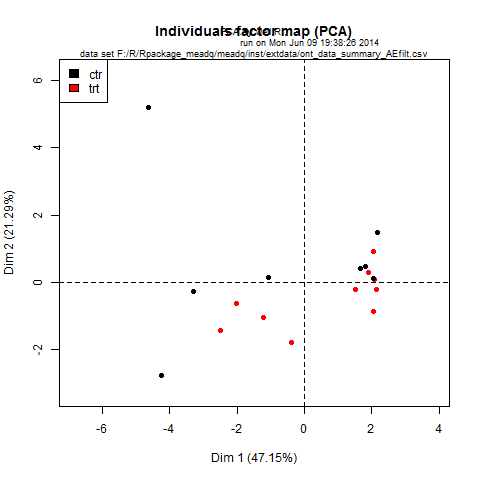 Individuals factor map (PCA)
run on Mon Jun 09 19:38:26 2014
data set F:/R/Rpackage_meadq/meadq/inst/extdata/ont_data_summary_AEfilt.csv
ctr
trt
6
4
2
0
-2
Dim 2 (21.29%)
-6 -4 -2 0 2 4
Dim 1 (47.15%)